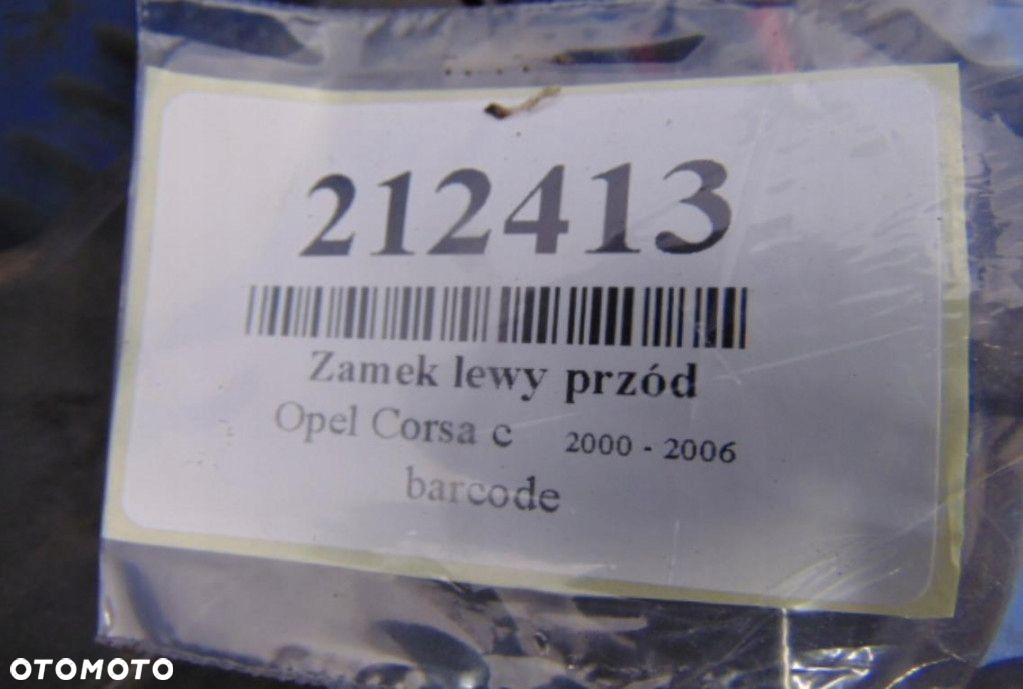 212413
Zamek lewy przód
Opel Corsa c 2000 - 2006
barcode
OTOMOTO